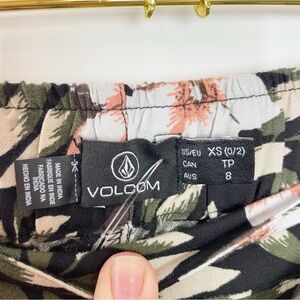 MADE IN INDIA
FABRIQUÉ EN INDE
FABRICADO EN
INDIA
HECHO EN INDIA
VOLCOM
US/EU XS (0/2)
CAN TP
AUS 8